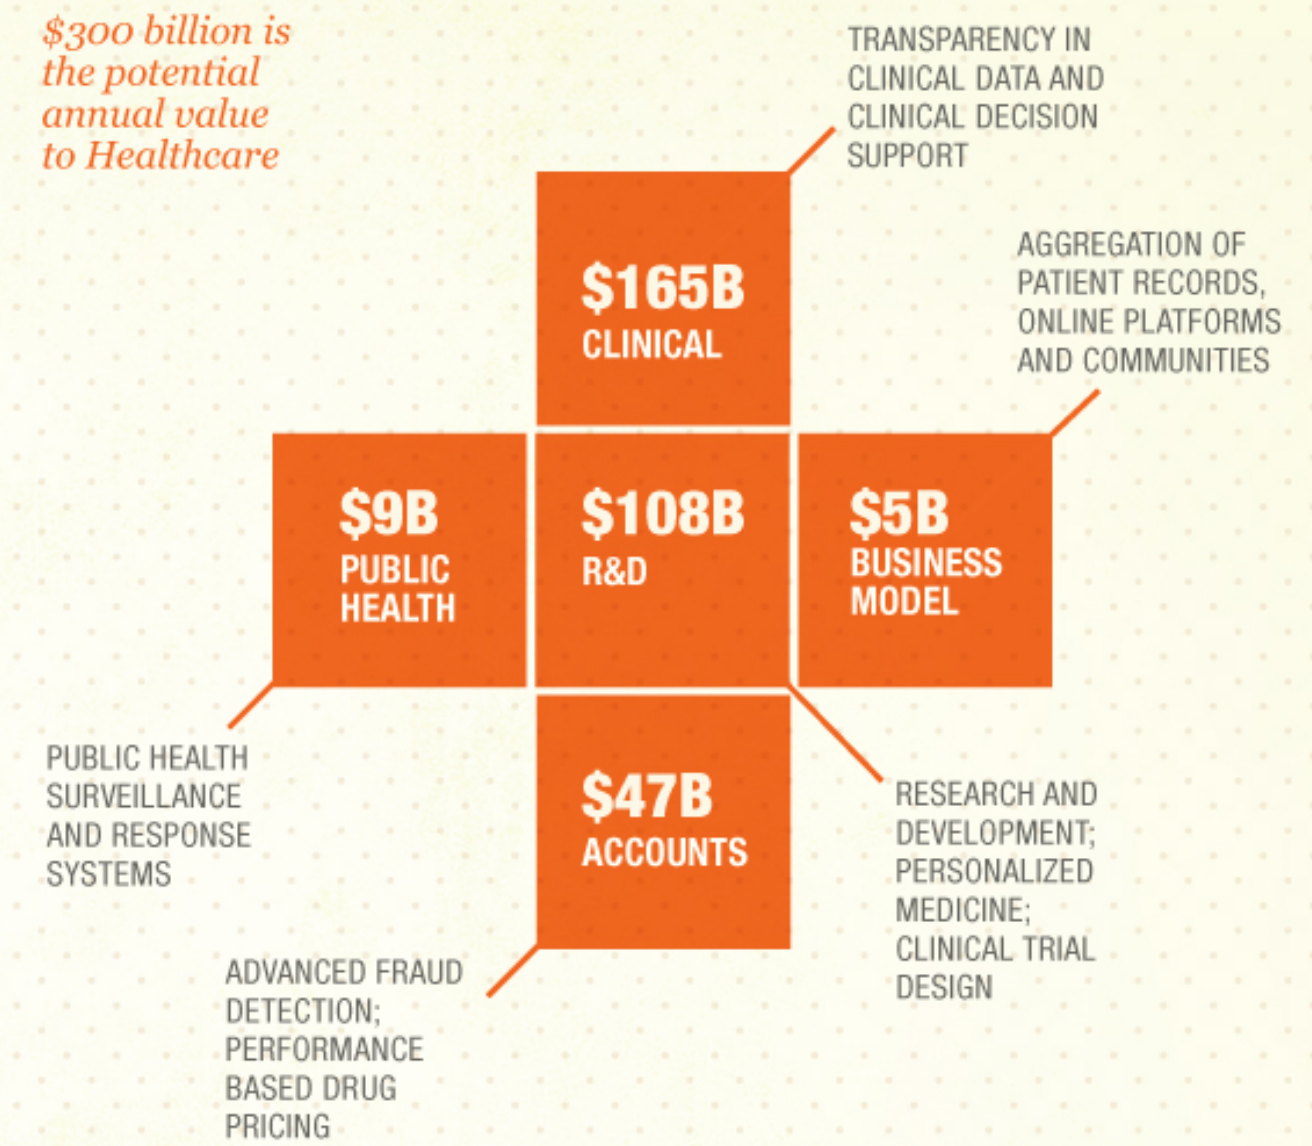 $300 billion is
the potential
annual value
to Healthcare
TRANSPARENCY IN
CLINICAL DATA AND
CLINICAL DECISION
SUPPORT
AGGREGATION OF
PATIENT RECORDS,
ONLINE PLATFORMS
AND COMMUNITIES
$165B
CLINICAL
$9B
PUBLIC
HEALTH
$108B
R&D
$5B
BUSINESS
MODEL
$47B
ACCOUNTS
PUBLIC HEALTH
SURVEILLANCE
AND RESPONSE
SYSTEMS
RESEARCH AND
DEVELOPMENT;
PERSONALIZED
MEDICINE;
CLINICAL TRIAL
DESIGN
ADVANCED FRAUD
DETECTION;
PERFORMANCE
BASED DRUG
PRICING